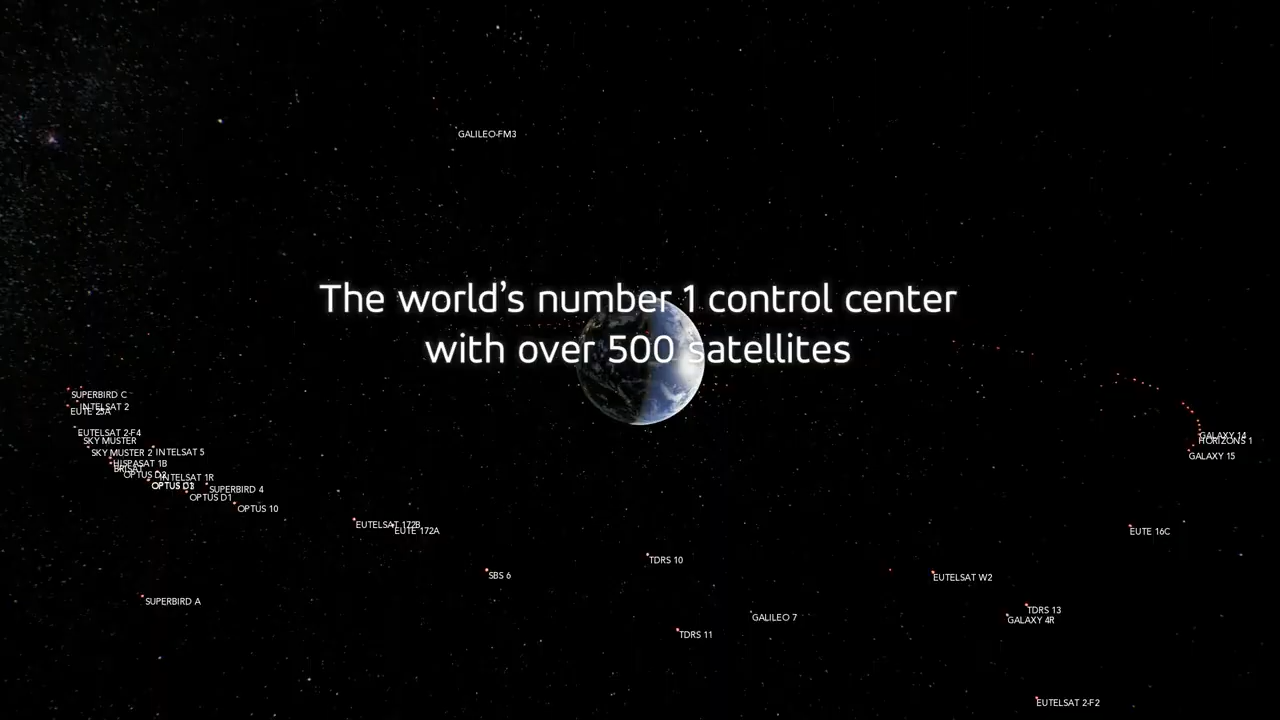 GALILEO-FM3
The world's number 1 control center
with over 500 satellites
SUPERBIRD C
INTELSAT 2
EUTE 25A
EUTELSAT 2-F4
SKY MUSTER
SKY MUSTER 2
INTELSAT 5
HISPASAT 1B
OPTUS D2
INTELSAT 1R
SUPERBIRD 4
OPTUS D1
OPTUS 10
GALAXY 14
HORIZONS 1
GALAXY 15
EUTELSAT 172B
EUTE 172A
EUTE 16C
TDRS 10
SBS 6
EUTELSAT W2
SUPERBIRD A
TDRS 13
GALILEO 7
GALAXY 4R
TDRS 11
EUTELSAT 2-F2